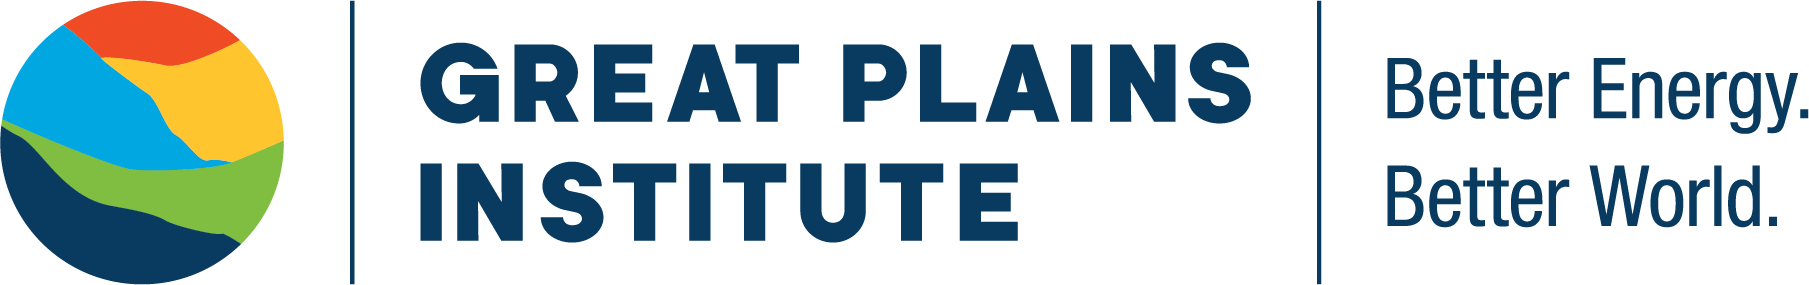 GREAT PLAINS
INSTITUTE
Better Energy.
Better World.